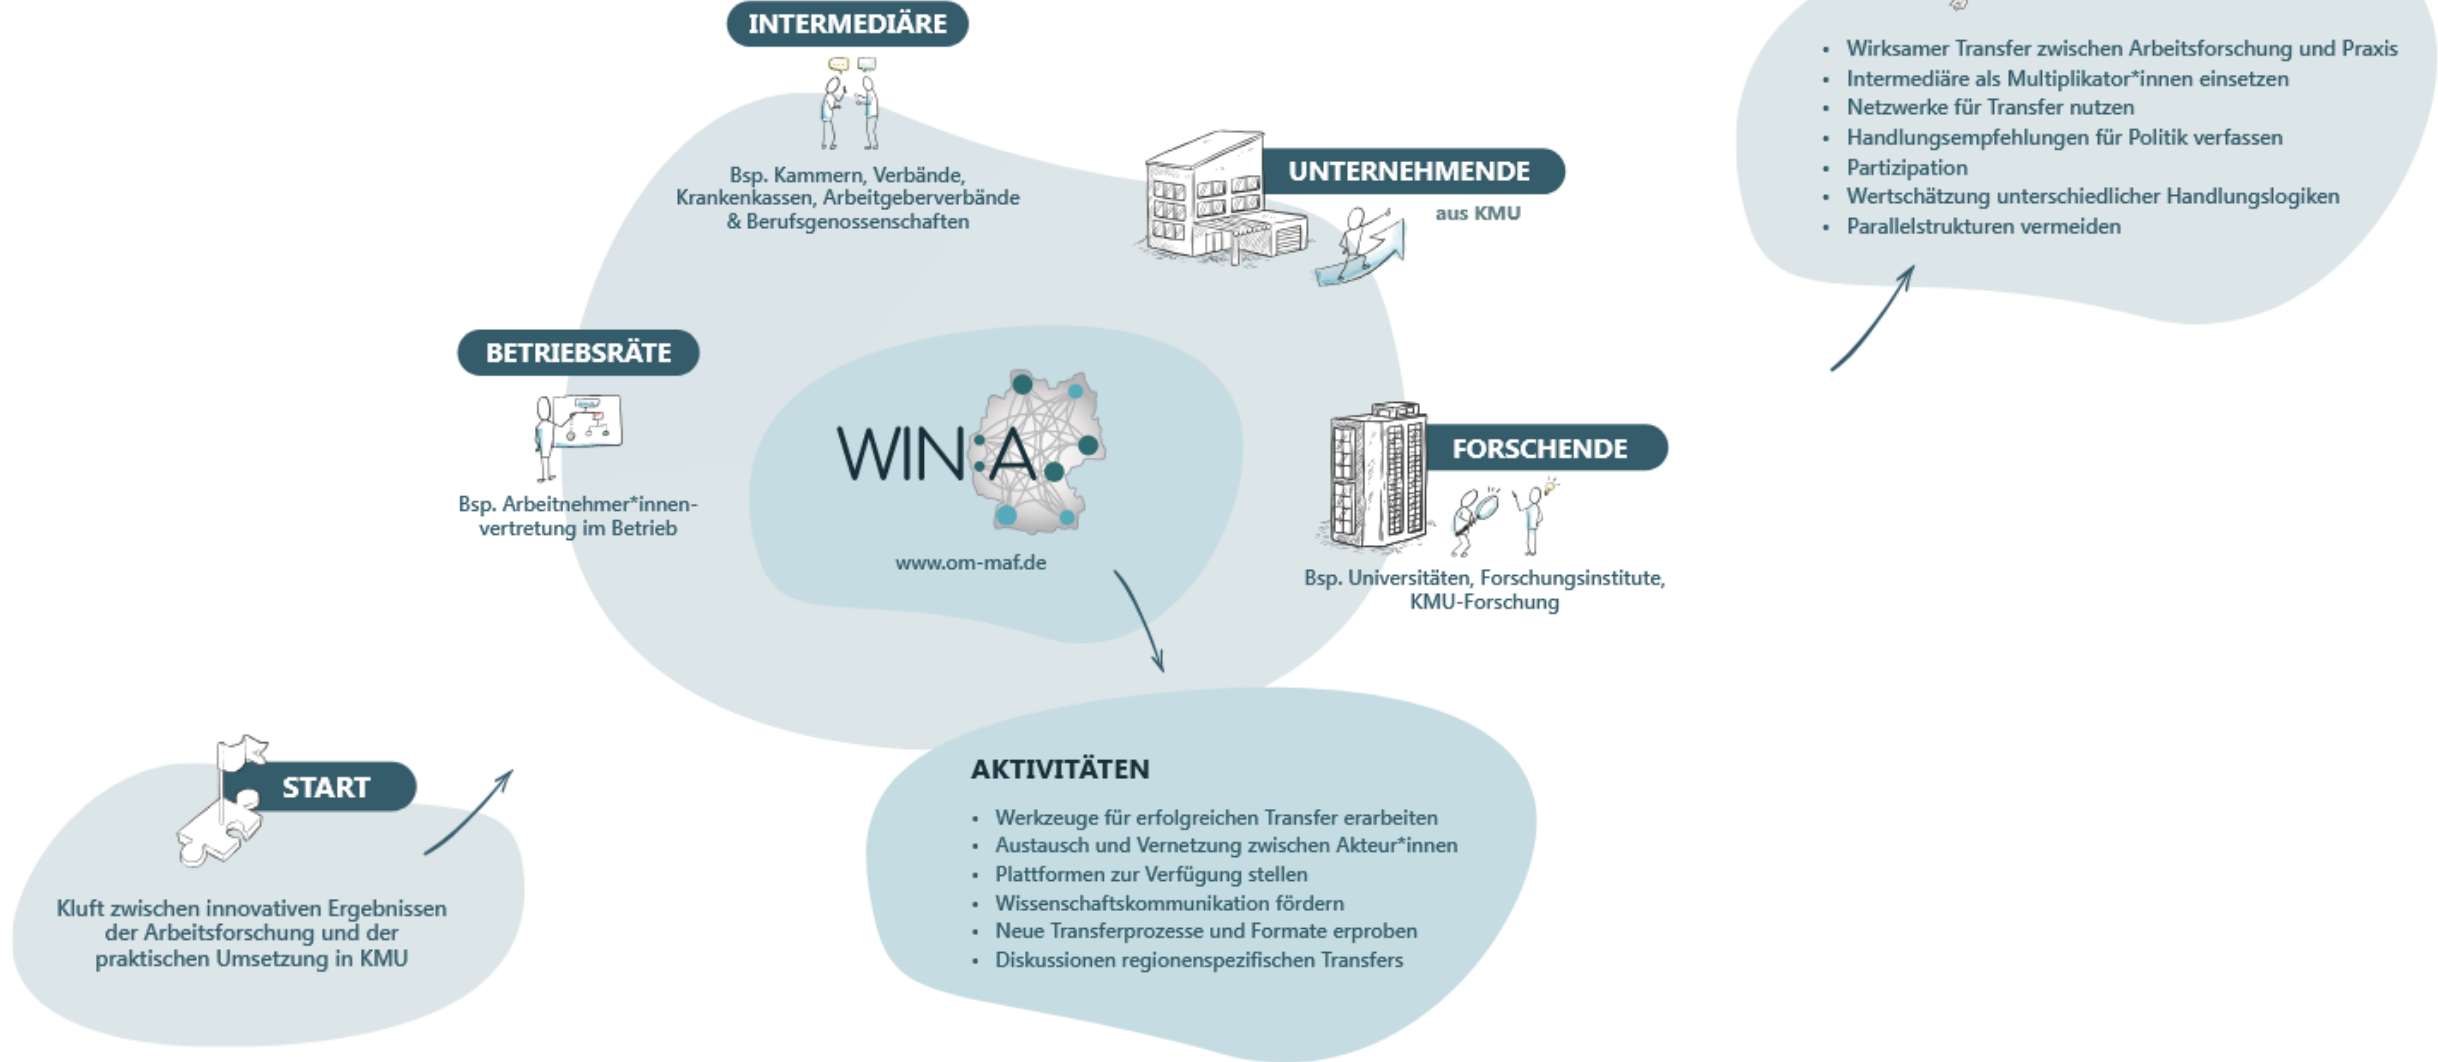 INTERMEDIÄRE
Bsp. Kammern, Verbände,
Krankenkassen, Arbeitgeberverbände
& Berufsgenossenschaften
UNTERNEHMENDE
aus KMU
• Wirksamer Transfer zwischen Arbeitsforschung und Praxis
• Intermediäre als Multiplikator*innen einsetzen
• Netzwerke für Transfer nutzen
• Handlungsempfehlungen für Politik verfassen
• Partizipation
• Wertschätzung unterschiedlicher Handlungslogiken
• Parallelstrukturen vermeiden
BETRIEBSRÄTE
Bsp. Arbeitnehmer*innen-
vertretung im Betrieb
WIN:A
www.om-maf.de
FORSCHENDE
Bsp. Universitäten, Forschungsinstitute,
KMU-Forschung
START
Kluft zwischen innovativen Ergebnissen
der Arbeitsforschung und der
praktischen Umsetzung in KMU
AKTIVITÄTEN
• Werkzeuge für erfolgreichen Transfer erarbeiten
• Austausch und Vernetzung zwischen Akteur*innen
• Plattformen zur Verfügung stellen
• Wissenschaftskommunikation fördern
• Neue Transferprozesse und Formate erproben
• Diskussionen regionenspezifischen Transfers